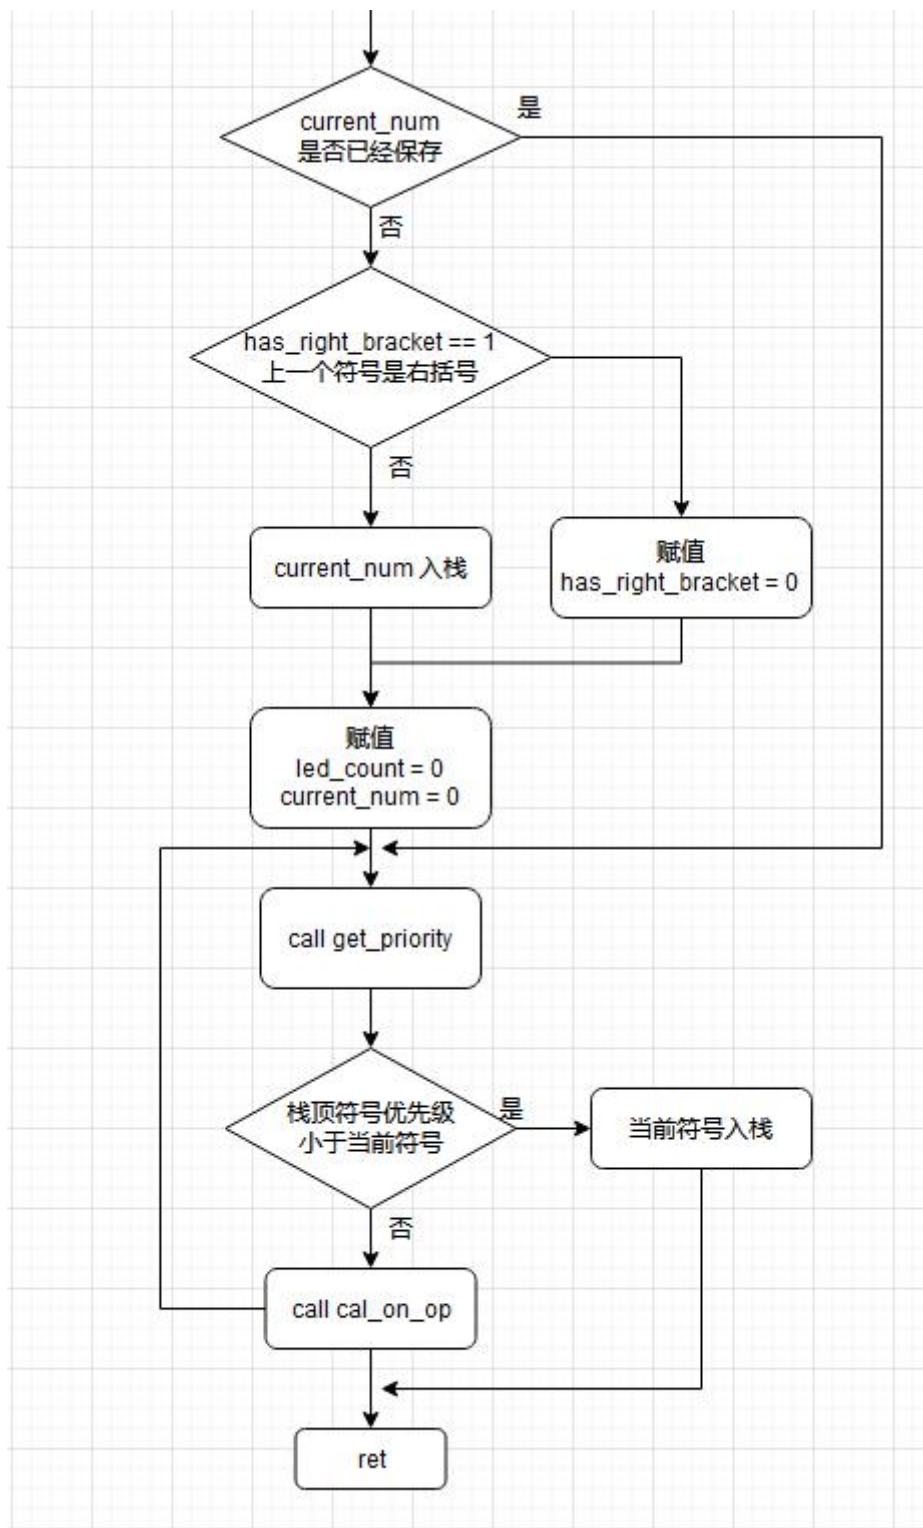 current_num
是否已经保存
是
否
has_right_bracket == 1
上一个符号是右括号
否
current_num 入栈
赋值
has_right_bracket = 0
赋值
led_count = 0
current_num = 0
call get_priority
栈顶符号优先级
小于当前符号
是
当前符号入栈
否
call cal_on_op
ret